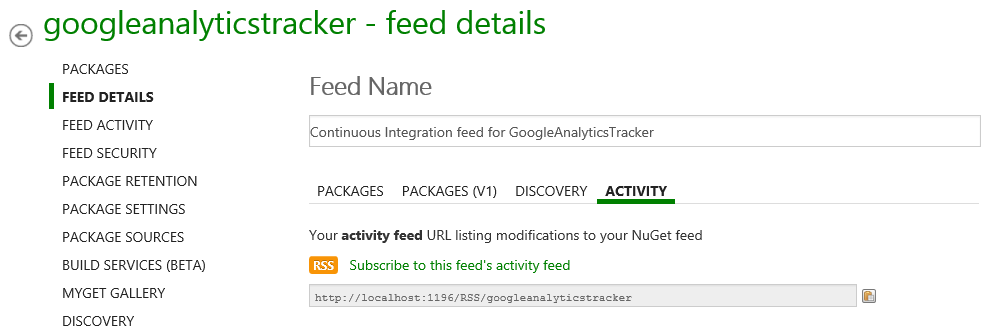 googleanalyticstracker - feed details
PACKAGES
FEED DETAILS
FEED ACTIVITY
FEED SECURITY
PACKAGE RETENTION
PACKAGE SETTINGS
PACKAGE SOURCES
BUILD SERVICES (BETA)
MYGET GALLERY
DISCOVERY
Feed Name
Continuous Integration feed for GoogleAnalyticsTracker
PACKAGES PACKAGES (V1) DISCOVERY ACTIVITY
Your activity feed URL listing modifications to your NuGet feed
RSS Subscribe to this feed's activity feed
http://localhost:1196/RSS/googleanalyticstracker